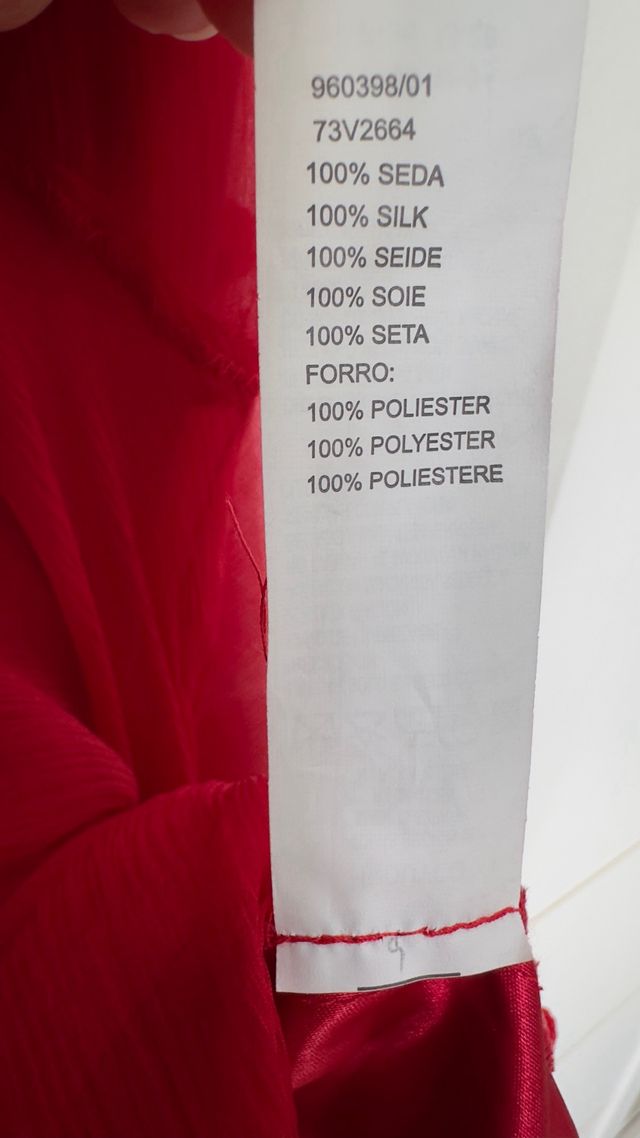 960398/01
73V2664
100% SEDA
100% SILK
100% SEIDE
100% SOIE
100% SETA
FORRO:
100% POLIESTER
100% POLYESTER
100% POLIESTERE